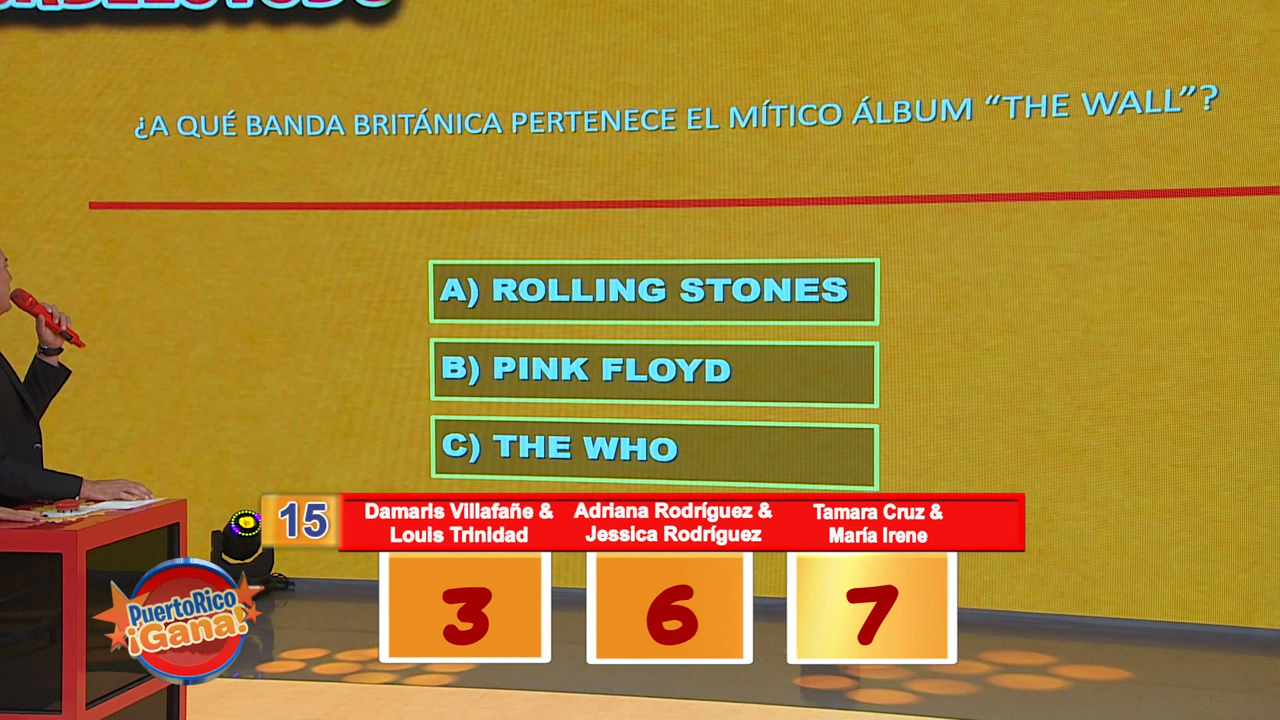 ¿A QUÉ BANDA BRITÁNICA PERTENECE EL MÍTICO ÁLBUM “THE WALL”?
A) ROLLING STONES
B) PINK FLOYD
C) THE WHO
15
Damaris Villafañe &
Louis Trinidad
Adriana Rodríguez &
Jessica Rodríguez
Tamara Cruz &
María Irene
3
6
7
PuertoRico
¡Gana!